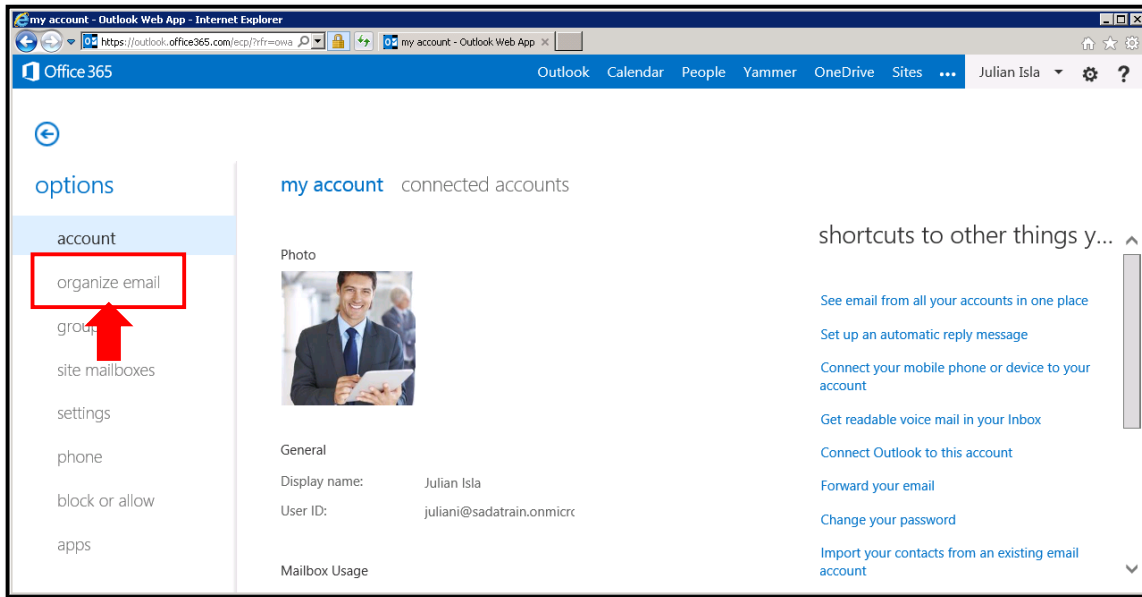 my account - Outlook Web App - Internet Explorer
https://outlook.office365.com/ecp/?rfr=owa
my account - Outlook Web App
Office 365
Outlook Calendar People Yammer OneDrive Sites ... Julian Isla ?
options
my account connected accounts
account
organize email
site mailboxes
settings
phone
block or allow
apps
Photo
General
Display name: Julian Isla
User ID: juliani@sadatrain.onmicrc
Mailbox Usage
shortcuts to other things y...
See email from all your accounts in one place
Set up an automatic reply message
Connect your mobile phone or device to your
account
Get readable voice mail in your Inbox
Connect Outlook to this account
Forward your email
Change your password
Import your contacts from an existing email
account